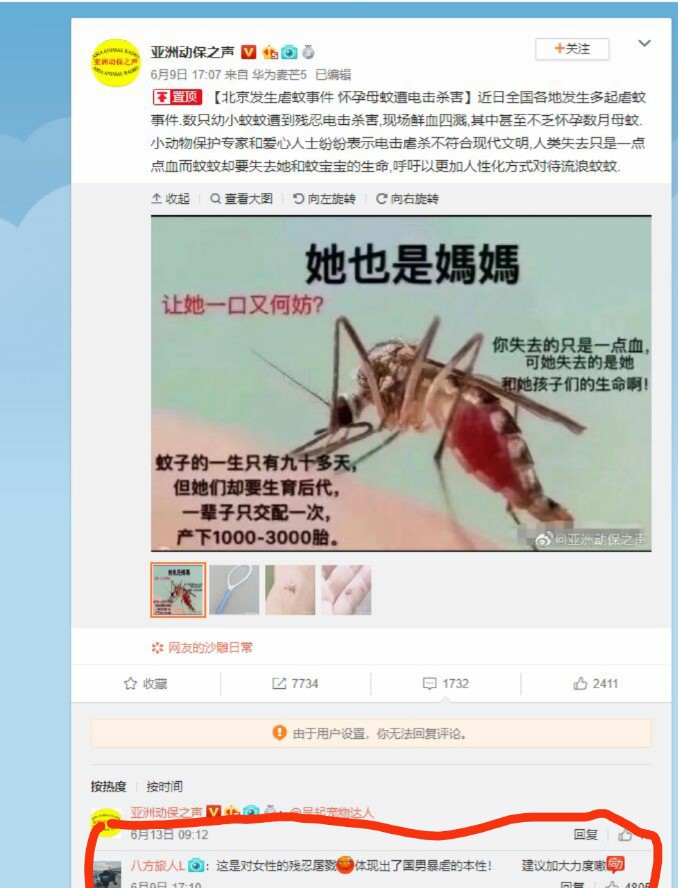 亚洲动保之声
+关注
6月9日 17:07 来自 华为麦芒5 已编辑
置顶 【北京发生虐蚊事件 怀孕母蚊遭电击杀害】近日全国各地发生多起虐蚊
事件.数只幼小蚊蚊遭到残忍电击杀害,现场鲜血四溅,其中甚至不乏怀孕数月母蚊.
小动物保护专家和爱心人士纷纷表示电击虐杀不符合现代文明,人类失去只是一点
点血而蚊蚊却要失去她和蚊宝宝的生命,呼吁以更加人性化方式对待流浪蚊蚊.
收起 查看大图 向左旋转 向右旋转
她也是媽媽
让她一口又何妨?
你失去的只是一点血,
可她失去的是她
和她孩子们的生命啊!
蚊子的一生只有九十多天,
但她们却要生育后代,
一辈子只交配一次,
产下1000-3000胎。
@亚洲动保之声
网友的沙雕日常
收藏 7734 1732 2411
由于用户设置，你无法回复评论。
按热度 按时间
亚洲动保之声
6月13日 09:12 回复
八方旅人L：这是对女性的残忍屠戮 体现出了国男暴虐的本性！ 建议加大力度嗷
6月9日 17:19 回复